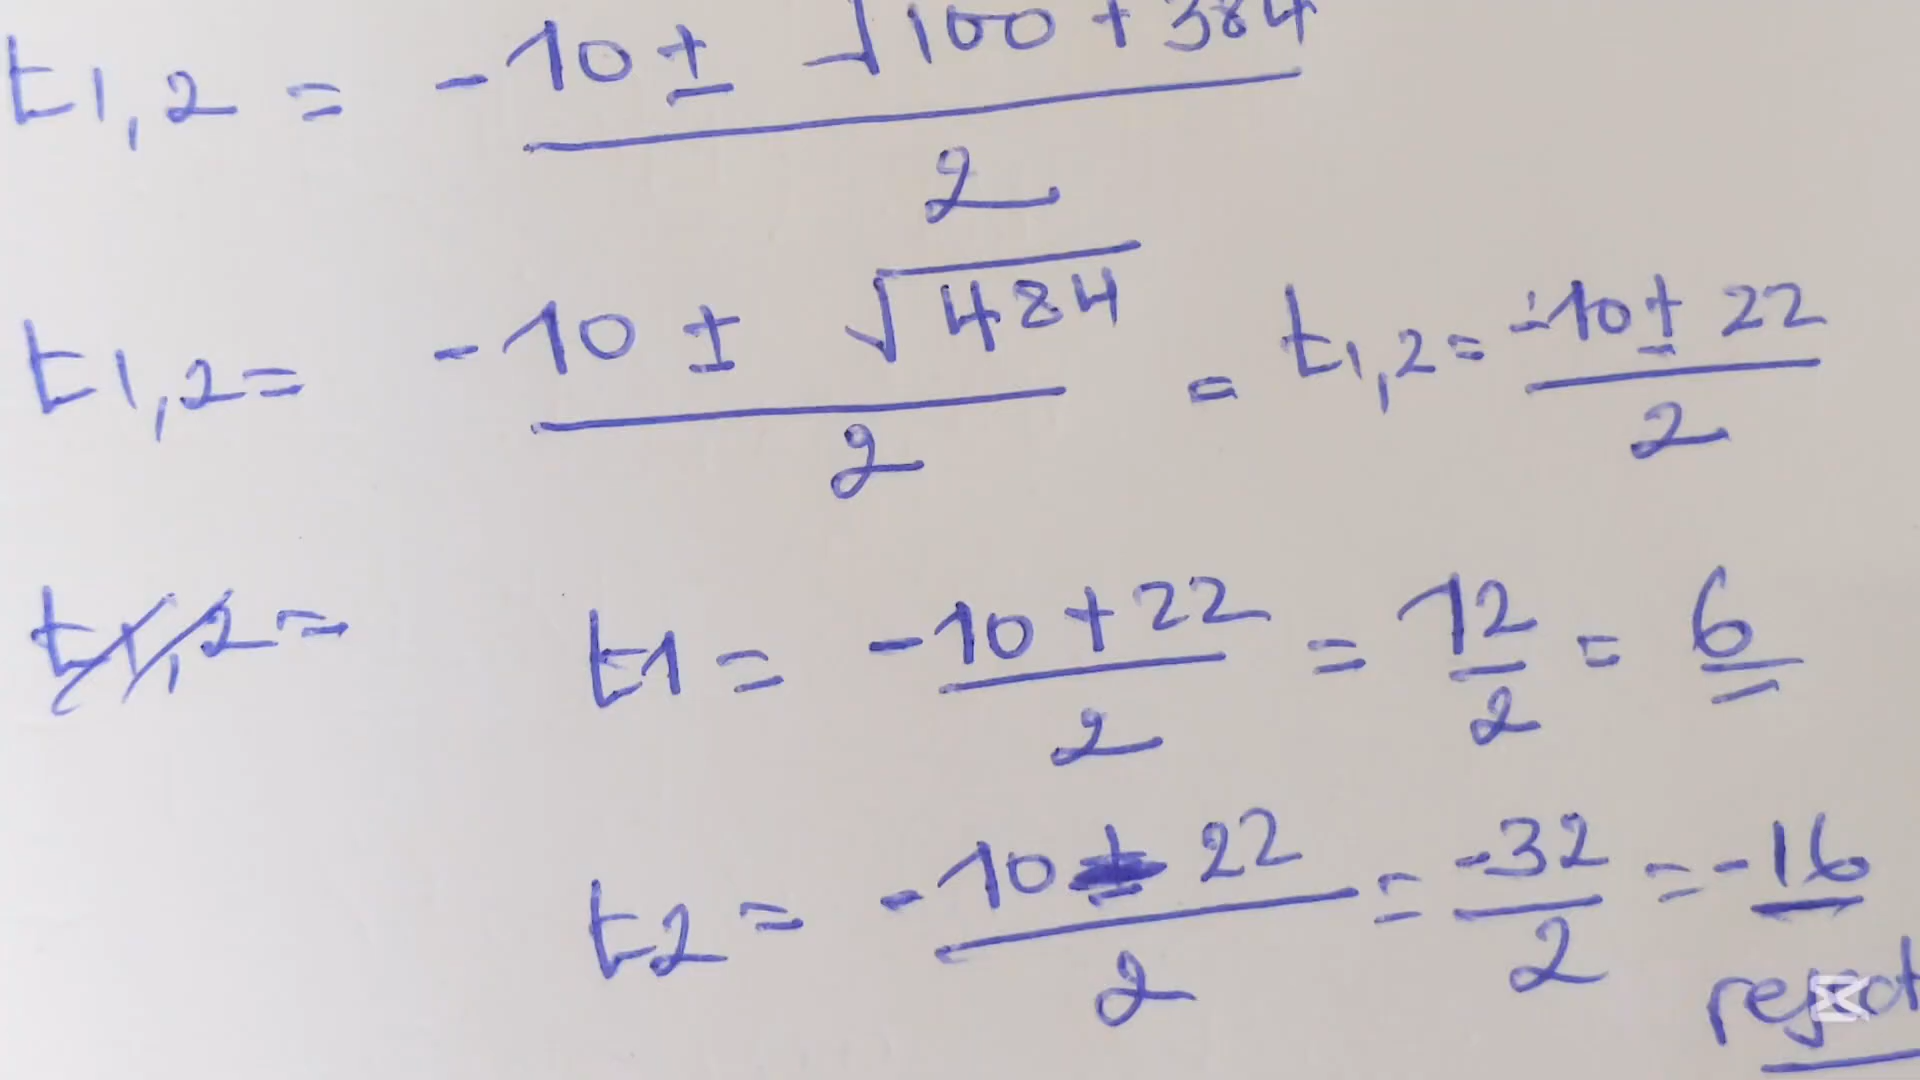 t1,2 = -10 ± √100 + 384 / 2
t1,2 = -10 ± √484 / 2 = t1,2 = -10 ± 22 / 2
t1,2 =
t1 = -10 + 22 / 2 = 12 / 2 = 6
t2 = -10 - 22 / 2 = -32 / 2 = -16
reject